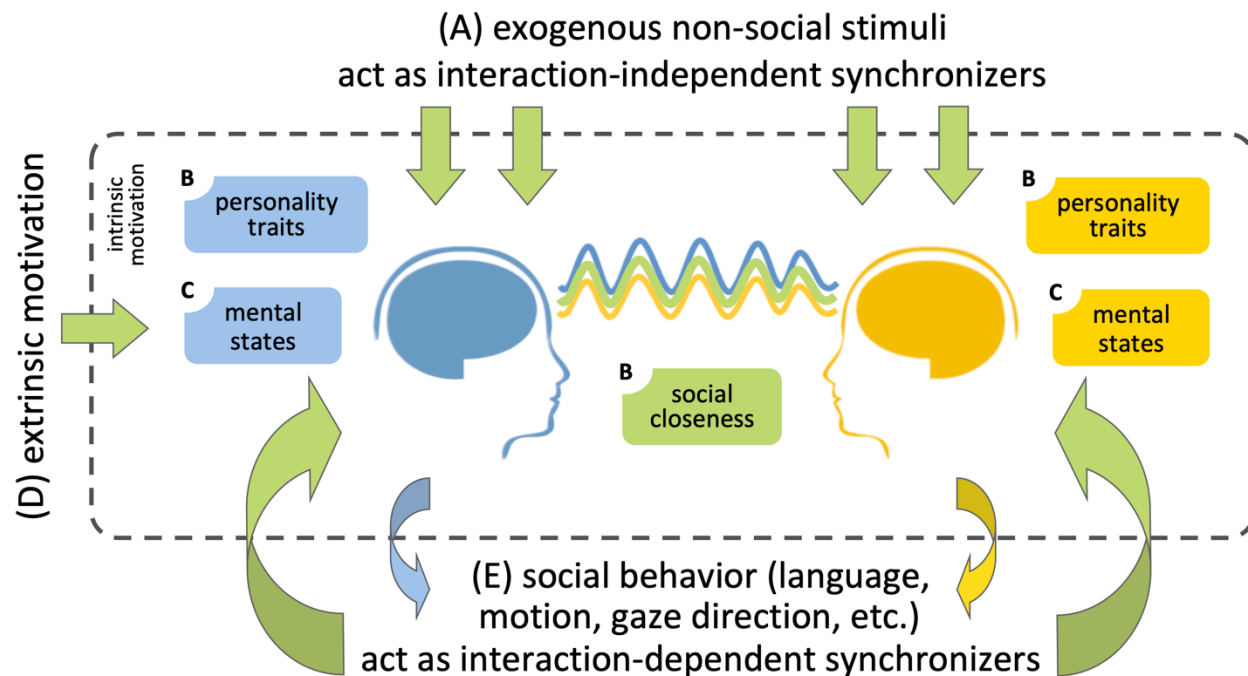 (A) exogenous non-social stimuli
act as interaction-independent synchronizers
(D) extrinsic motivation
intrinsic
motivation
B
personality
traits
C
mental
states
B
social
closeness
B
personality
traits
C
mental
states
(E) social behavior (language,
motion, gaze direction, etc.)
act as interaction-dependent synchronizers